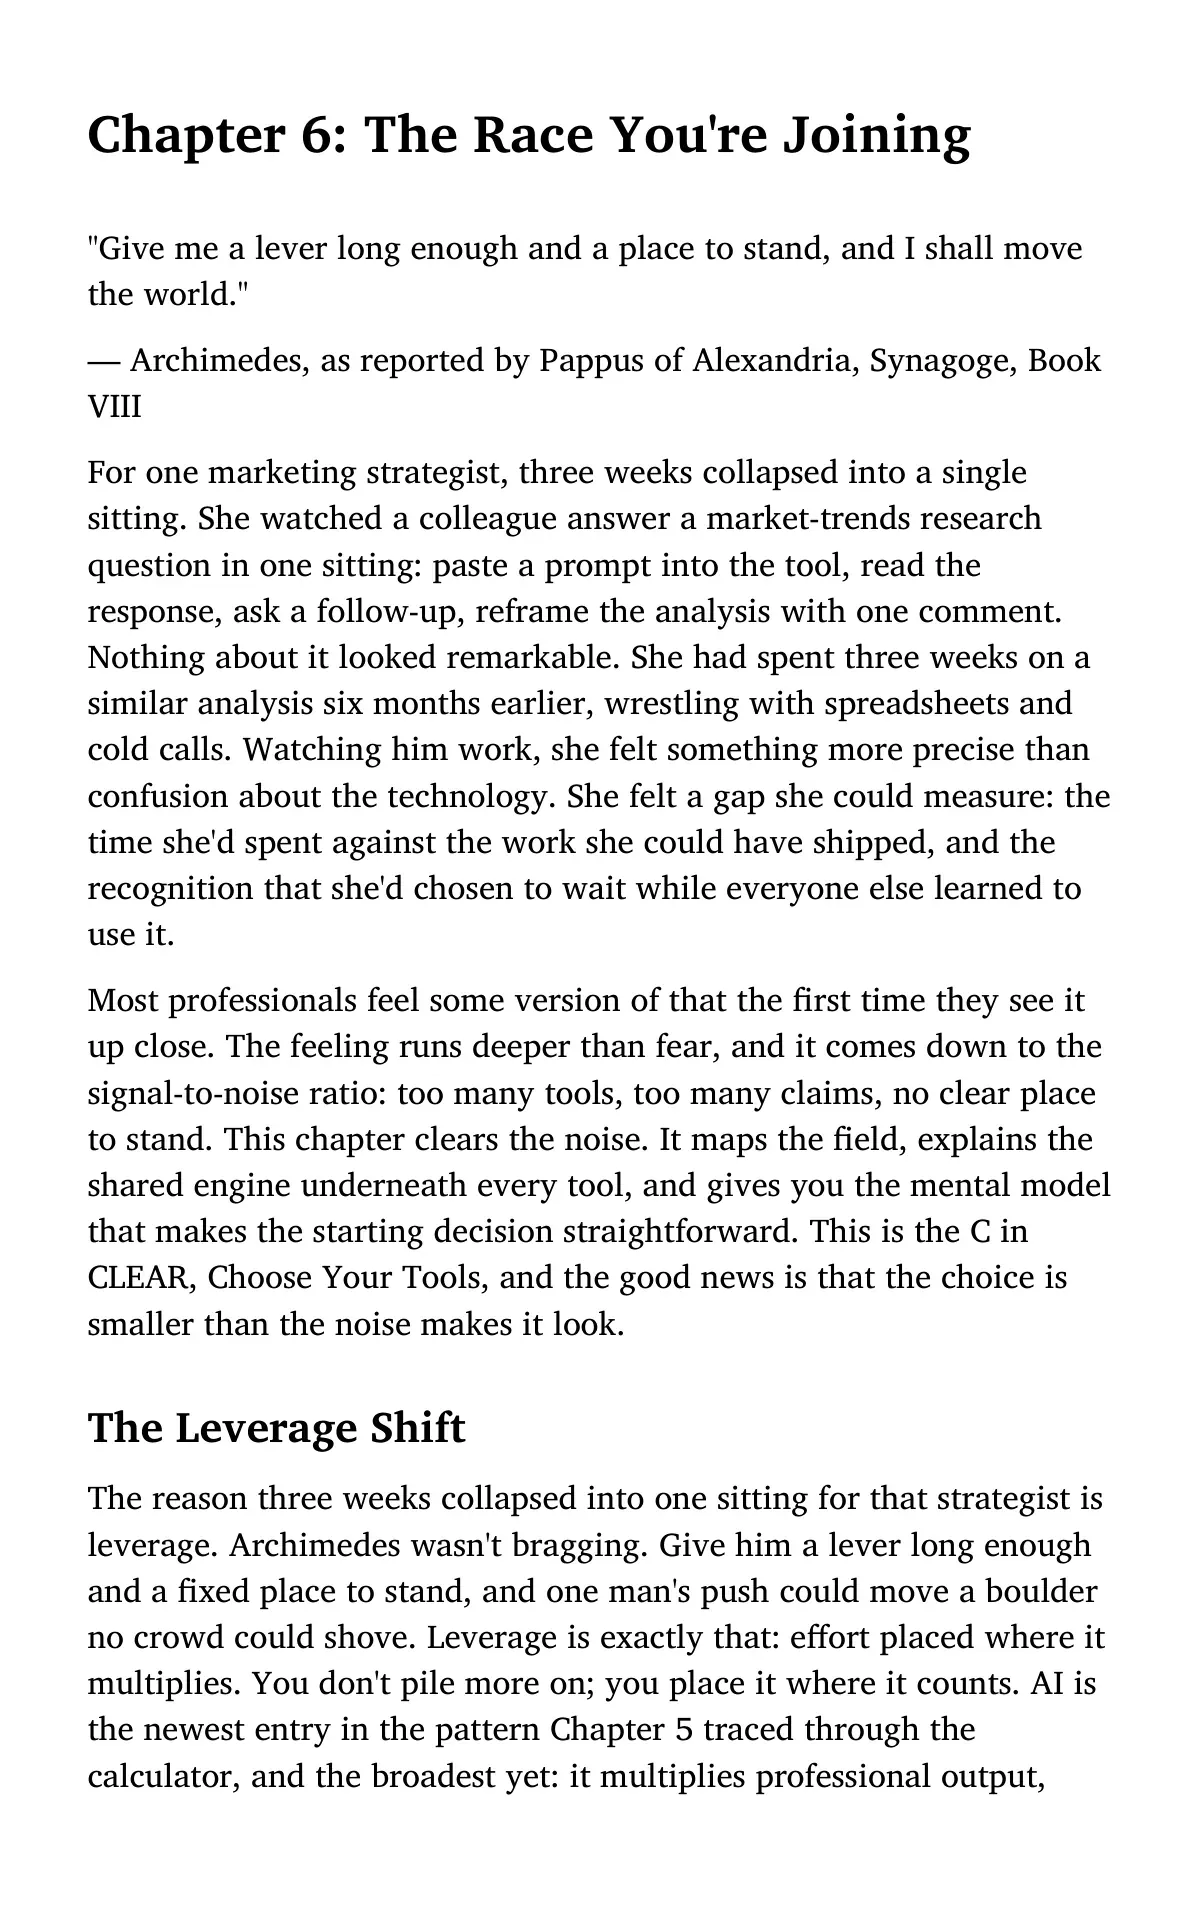 Chapter 6: The Race You're Joining
"Give me a lever long enough and a place to stand, and I shall move
the world."
— Archimedes, as reported by Pappus of Alexandria, Synagoge, Book
VIII
For one marketing strategist, three weeks collapsed into a single
sitting. She watched a colleague answer a market-trends research
question in one sitting: paste a prompt into the tool, read the
response, ask a follow-up, reframe the analysis with one comment.
Nothing about it looked remarkable. She had spent three weeks on a
similar analysis six months earlier, wrestling with spreadsheets and
cold calls. Watching him work, she felt something more precise than
confusion about the technology. She felt a gap she could measure: the
time she'd spent against the work she could have shipped, and the
recognition that she'd chosen to wait while everyone else learned to
use it.
Most professionals feel some version of that the first time they see it
up close. The feeling runs deeper than fear, and it comes down to the
signal-to-noise ratio: too many tools, too many claims, no clear place
to stand. This chapter clears the noise. It maps the field, explains the
shared engine underneath every tool, and gives you the mental model
that makes the starting decision straightforward. This is the C in
CLEAR, Choose Your Tools, and the good news is that the choice is
smaller than the noise makes it look.
The Leverage Shift
The reason three weeks collapsed into one sitting for that strategist is
leverage. Archimedes wasn't bragging. Give him a lever long enough
and a fixed place to stand, and one man's push could move a boulder
no crowd could shove. Leverage is exactly that: effort placed where it
multiplies. You don't pile more on; you place it where it counts. AI is
the newest entry in the pattern Chapter 5 traced through the
calculator, and the broadest yet: it multiplies professional output,